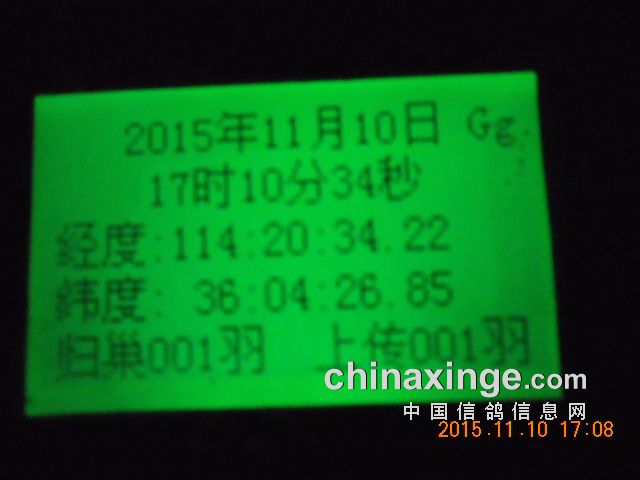 2015年11月10日 Gg.
17时10分34秒
经度:114:20:34.22
纬度: 36:04:26.85
归巢001羽 上传001羽
chinaxinge.com
中国信鸽信息网
2015.11.10 17:08